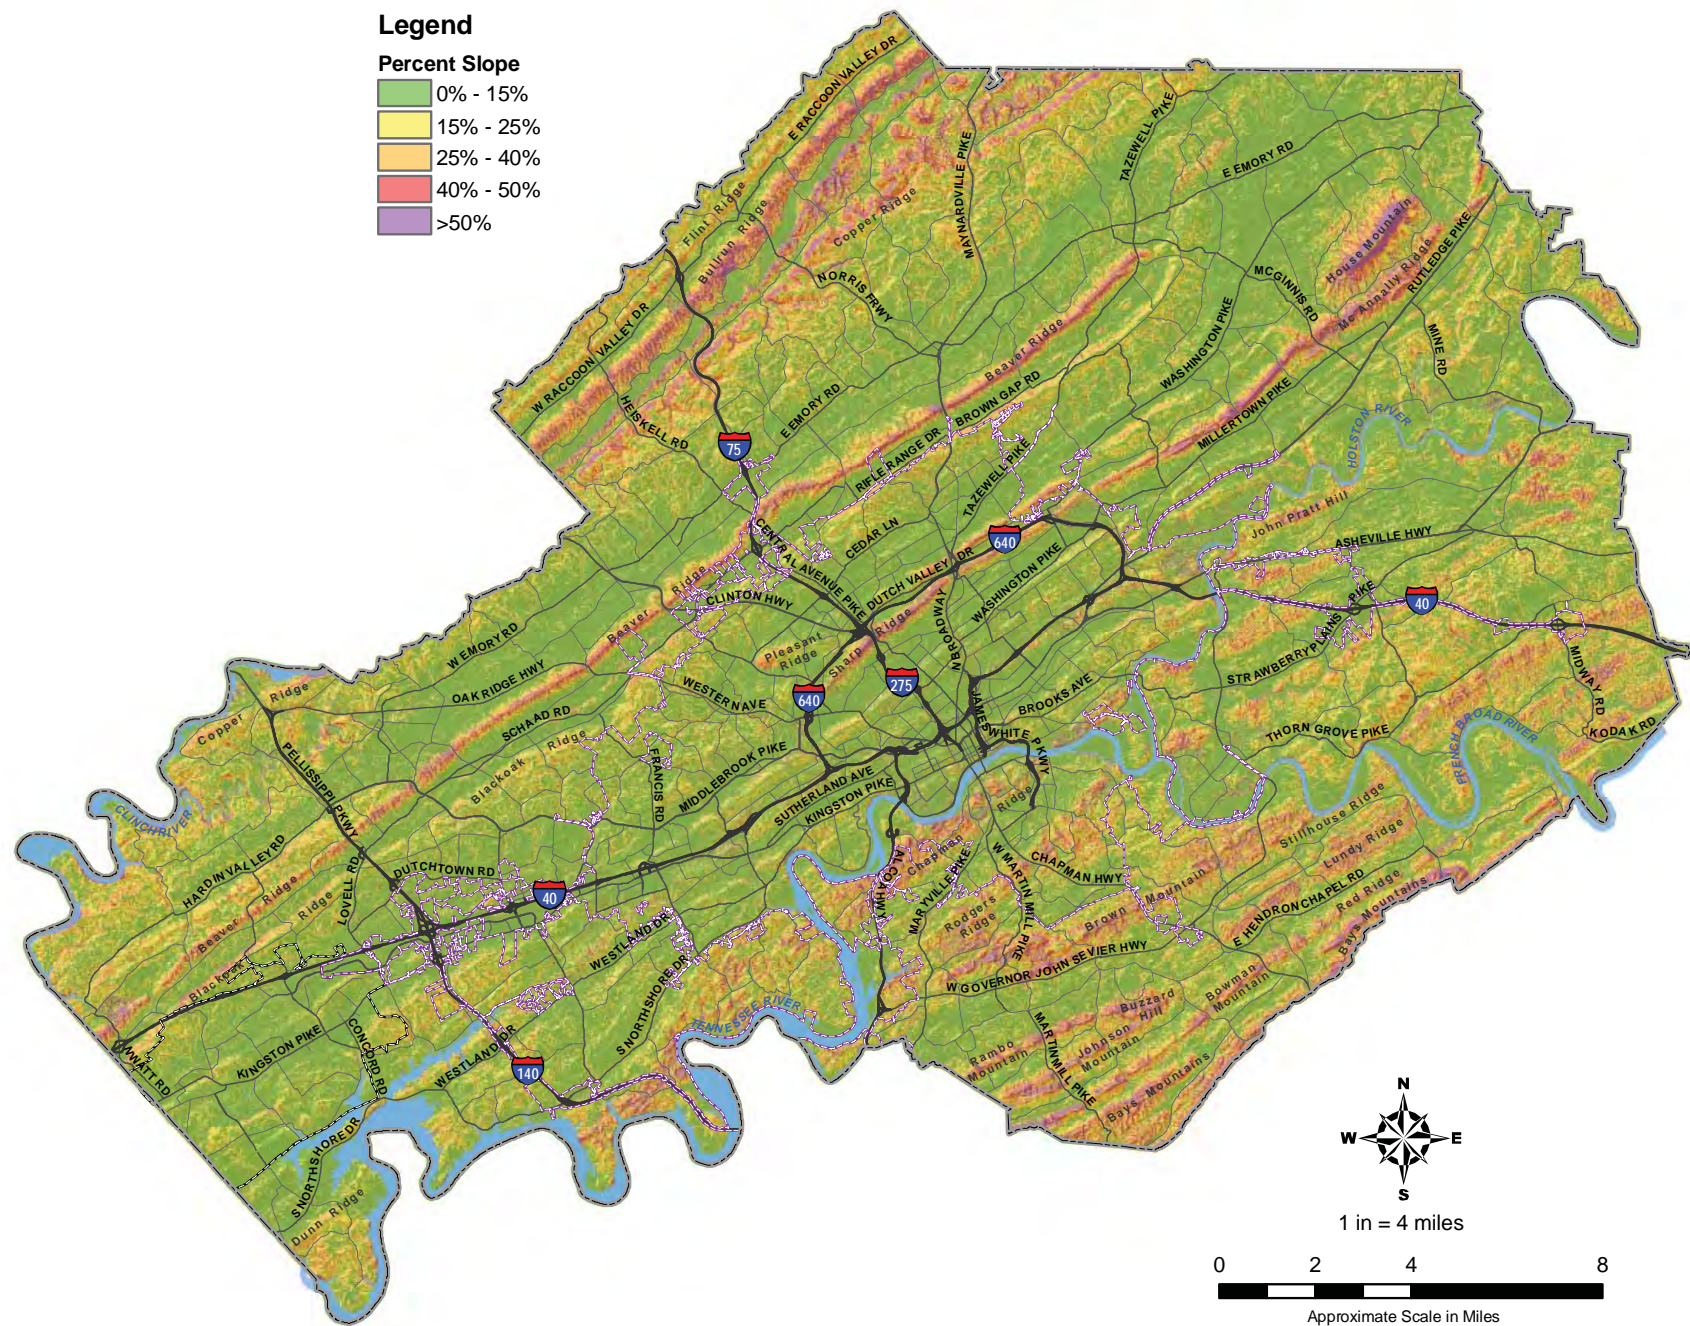 Legend
Percent Slope
0% - 15%
15% - 25%
25% - 40%
40% - 50%
>50%
E RACCOON VALLEY DR
TAZEWELL PIKE
MAYNARDVILLE PIKE
E EMORY RD
Flint Ridge
Bullrun Ridge
Copper Ridge
House Mountain
Mc Annally Ridge
RUTLEDGE PIKE
MCGINNIS RD
NORRIS FRWY
W RACCOON VALLEY DR
Beaver Ridge
WASHINGTON PIKE
MINE RD
HEISKELL RD
E EMORY RD
BROWN GAP RD
MILLERTOWN PIKE
HOLSTON RIVER
75
RIFLE RANGE DR
TAZEWELL PIKE
John Pratt Hill
CENTRAL AVENUE PIKE
CEDAR LN
640
ASHEVILLE HWY
DUTCH VALLEY DR
WASHINGTON PIKE
Beaver Ridge
CLINTON HWY
40
W EMORY RD
Pleasant
Ridge
Sharp Ridge
N BROADWAY
STRAWBERRY PLAINS PIKE
MIDWAY RD
OAK RIDGE HWY
WESTERN AVE
640
275
JAMES WHITE PKWY
BROOKS AVE
Copper Ridge
SCHAAD RD
THORN GROVE PIKE
FRENCH BROAD RIVER
KODAK RD
PELLISSIPPI PKWY
Blackoak Ridge
FRANCIS RD
MIDDLEBROOK PIKE
SUTHERLAND AVE
KINGSTON PIKE
CLINCH RIVER
Chapman Ridge
Stillhouse Ridge
Lundy Ridge
HARDIN VALLEY RD
LOVELL RD
DUTCHTOWN RD
40
ALCOA HWY
MARYVILLE PIKE
W MARTIN MILL PIKE
CHAPMAN HWY
Brown Mountain
E HENDRON CHAPEL RD
Red Ridge
Bays Mountains
Beaver Ridge
Blackoak Ridge
Rodgers
Ridge
WESTLAND DR
S NORTHSHORE DR
W GOVERNOR JOHN SEVIER HWY
Bowman
Mountain
Buzzard
Hill
TENNESSEE RIVER
Johnson
Mountain
Rambo
Mountain
MARTIN MILL PIKE
Bays Mountains
WATT RD
KINGSTON PIKE
CONCORD RD
WESTLAND DR
140
S NORTHSHORE DR
Dunn Ridge
N
W
E
S
1 in = 4 miles
0 2 4 8
Approximate Scale in Miles